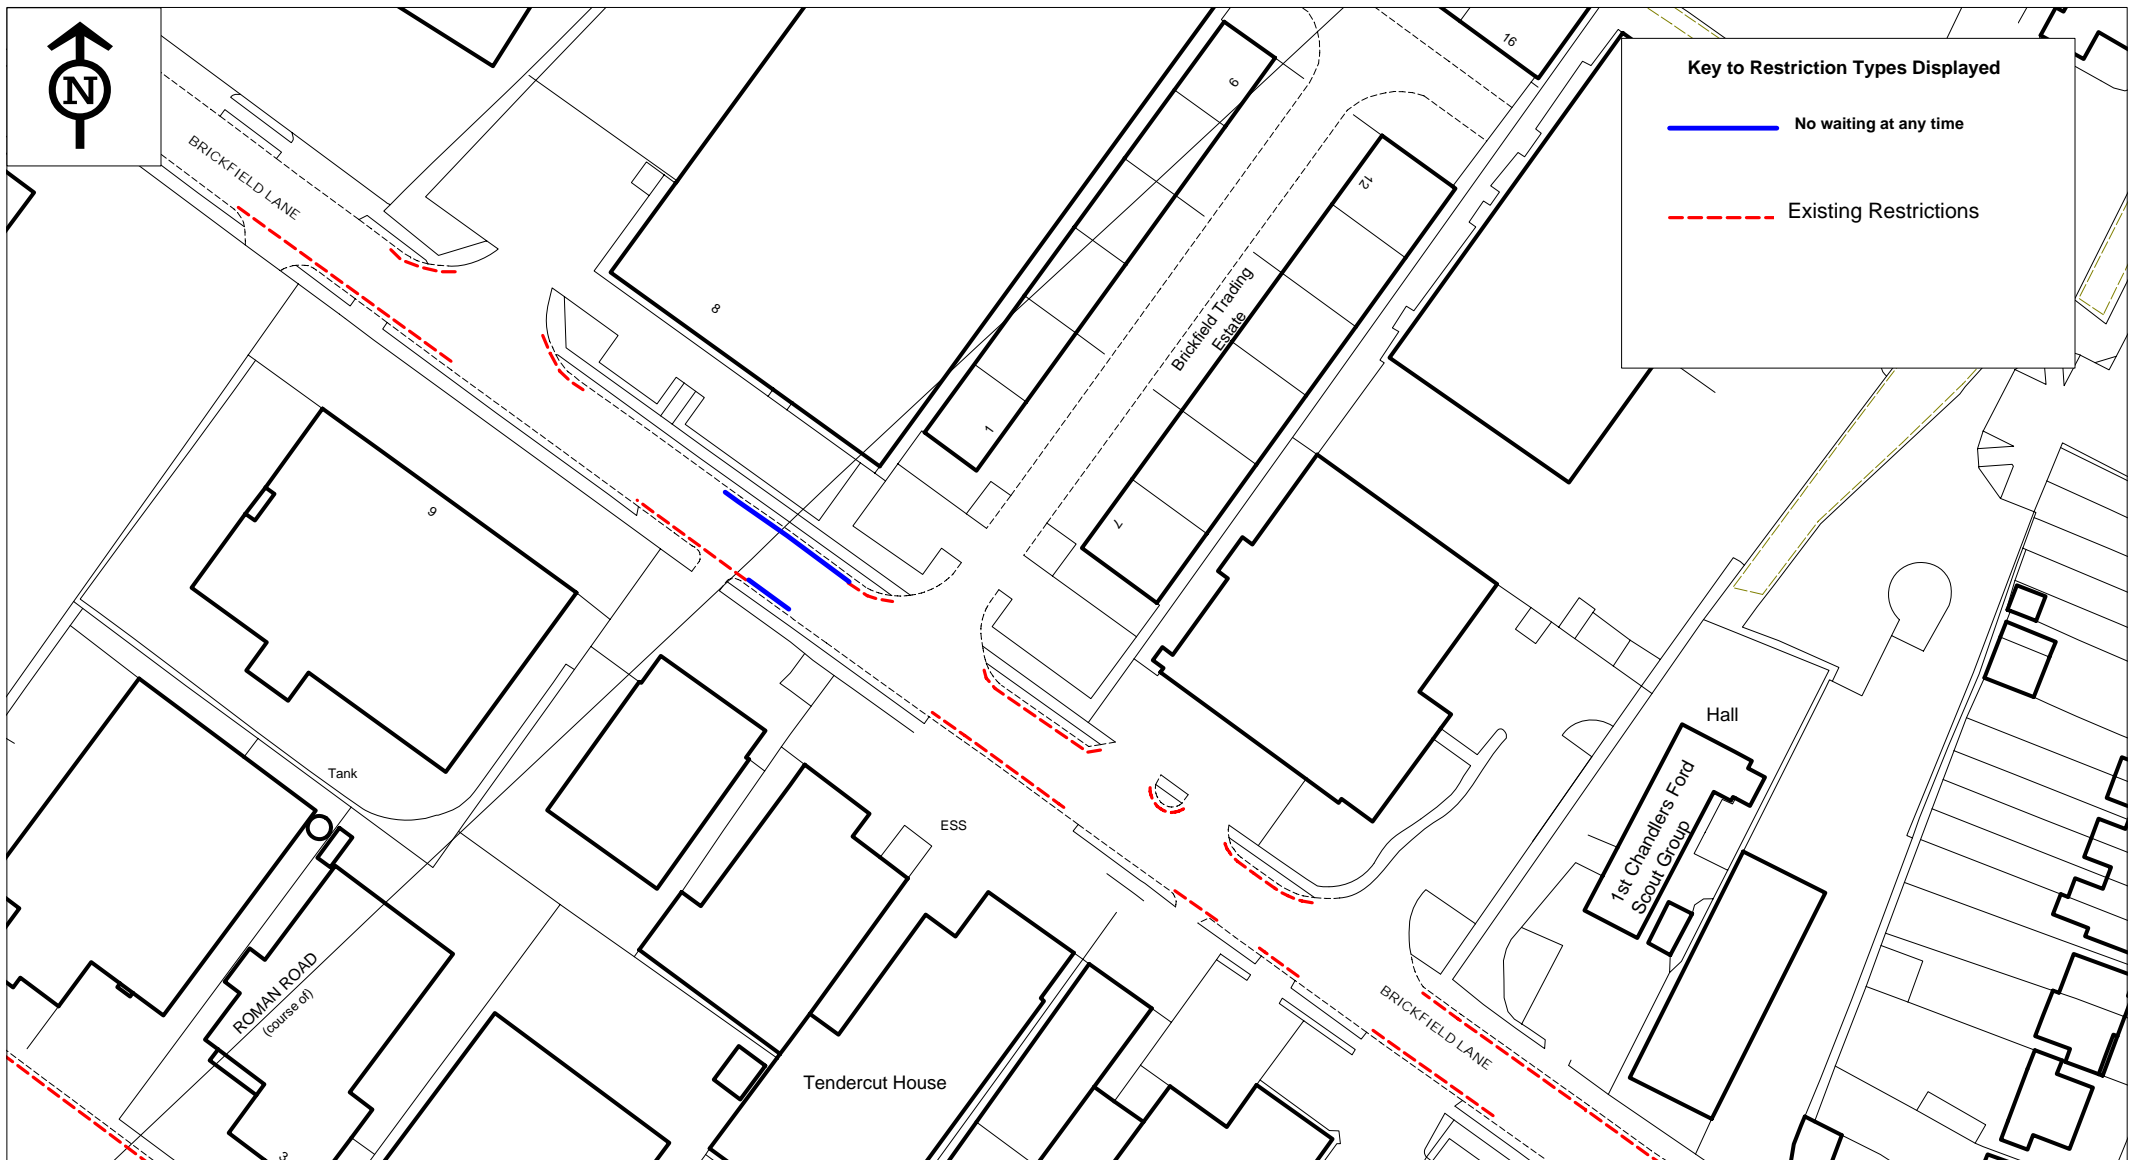 N
Key to Restriction Types Displayed
No waiting at any time
Existing Restrictions
BRICKFIELD LANE
16
9
12
8
Brickfield Trading
Estate
1
7
9
Hall
1st Chandlers Ford
Scout Group
Tank
ESS
ROMAN ROAD
(course of)
BRICKFIELD LANE
Tendercut House
3